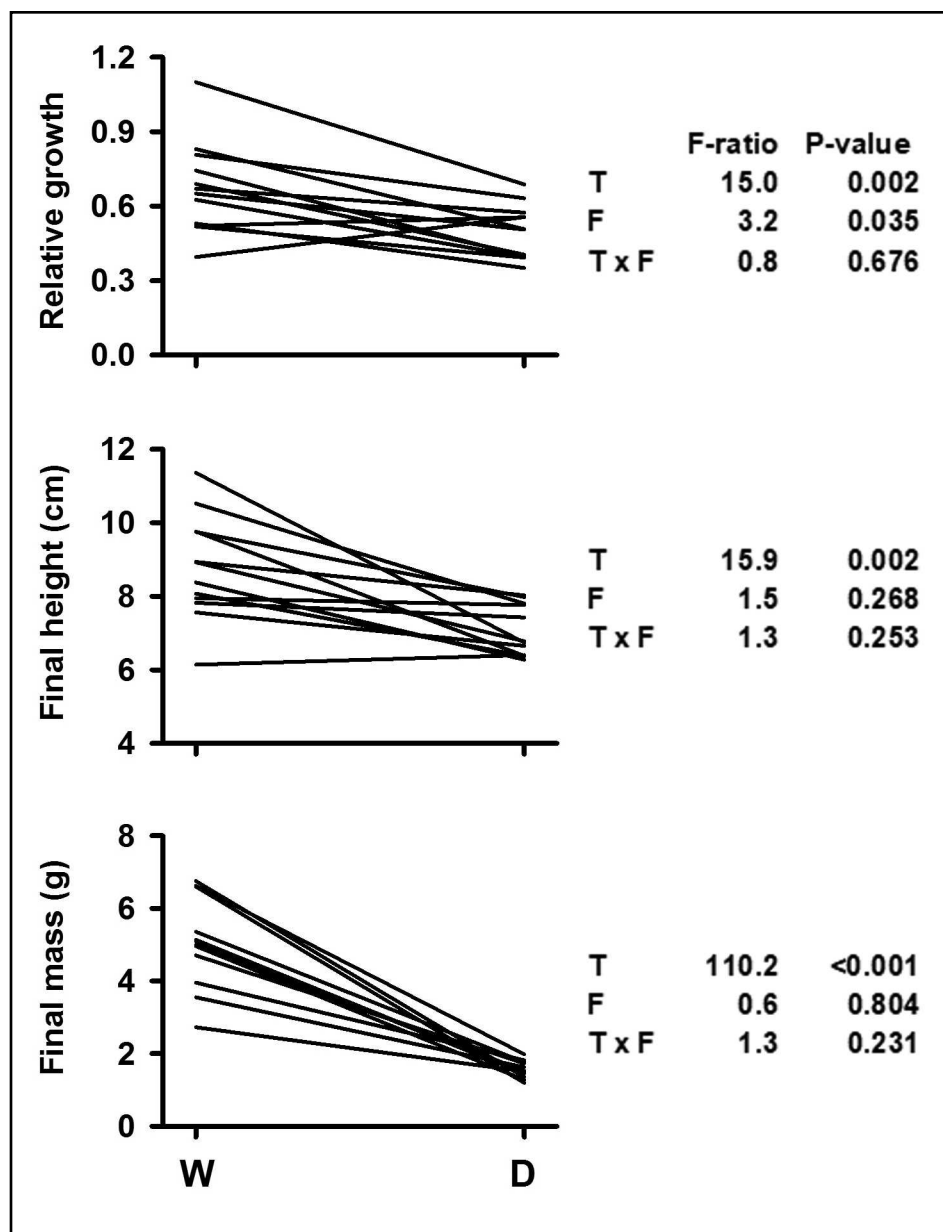 Relative growth
1.2
0.9
0.6
0.3
0.0
F-ratio P-value
T 15.0 0.002
F 3.2 0.035
T x F 0.8 0.676
Final height (cm)
12
10
8
6
4
T 15.9 0.002
F 1.5 0.268
T x F 1.3 0.253
Final mass (g)
8
6
4
2
0
T 110.2 <0.001
F 0.6 0.804
T x F 1.3 0.231
W D